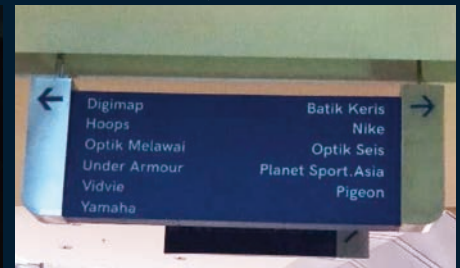 Digimap
Hoops
Optik Melawai
Under Armour
Vidvie
Yamaha
Batik Keris
Nike
Optik Seis
Planet Sport.Asia
Pigeon